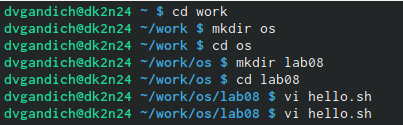 dvgandich@dk2n24 ~ $ cd work
dvgandich@dk2n24 ~/work $ mkdir os
dvgandich@dk2n24 ~/work $ cd os
dvgandich@dk2n24 ~/work/os $ mkdir lab08
dvgandich@dk2n24 ~/work/os $ cd lab08
dvgandich@dk2n24 ~/work/os/lab08 $ vi hello.sh
dvgandich@dk2n24 ~/work/os/lab08 $ vi hello.sh